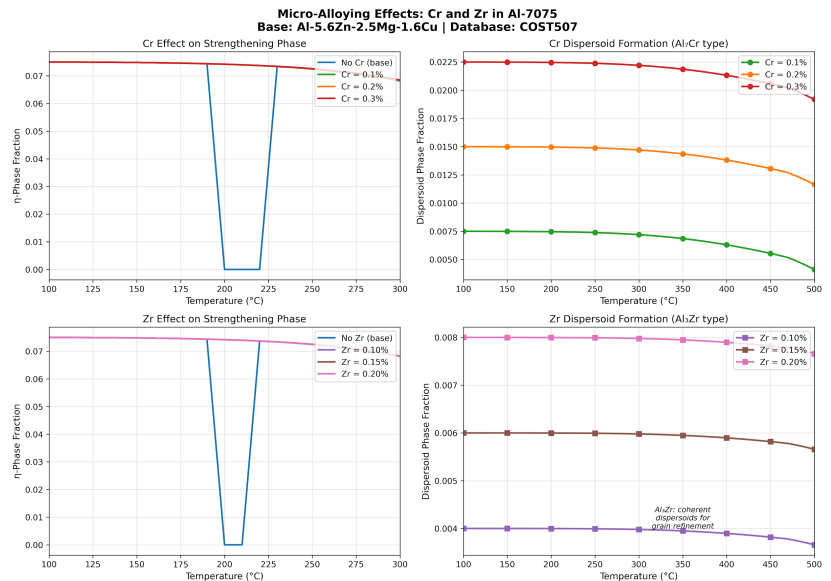 Micro-Alloying Effects: Cr and Zr in Al-7075
Base: Al-5.6Zn-2.5Mg-1.6Cu | Database: COST507
Cr Effect on Strengthening Phase
η-Phase Fraction
0.07
0.06
0.05
0.04
0.03
0.02
0.01
0.00
No Cr (base)
Cr = 0.1%
Cr = 0.2%
Cr = 0.3%
100 125 150 175 200 225 250 275 300
Temperature (°C)
Cr Dispersoid Formation (Al₇Cr type)
Dispersoid Phase Fraction
0.0225
0.0200
0.0175
0.0150
0.0125
0.0100
0.0075
0.0050
Cr = 0.1%
Cr = 0.2%
Cr = 0.3%
100 150 200 250 300 350 400 450 500
Temperature (°C)
Zr Effect on Strengthening Phase
η-Phase Fraction
0.07
0.06
0.05
0.04
0.03
0.02
0.01
0.00
No Zr (base)
Zr = 0.10%
Zr = 0.15%
Zr = 0.20%
100 125 150 175 200 225 250 275 300
Temperature (°C)
Zr Dispersoid Formation (Al₃Zr type)
Dispersoid Phase Fraction
0.008
0.007
0.006
0.005
0.004
Zr = 0.10%
Zr = 0.15%
Zr = 0.20%
Al₃Zr: coherent
dispersoids for
grain refinement
100 150 200 250 300 350 400 450 500
Temperature (°C)